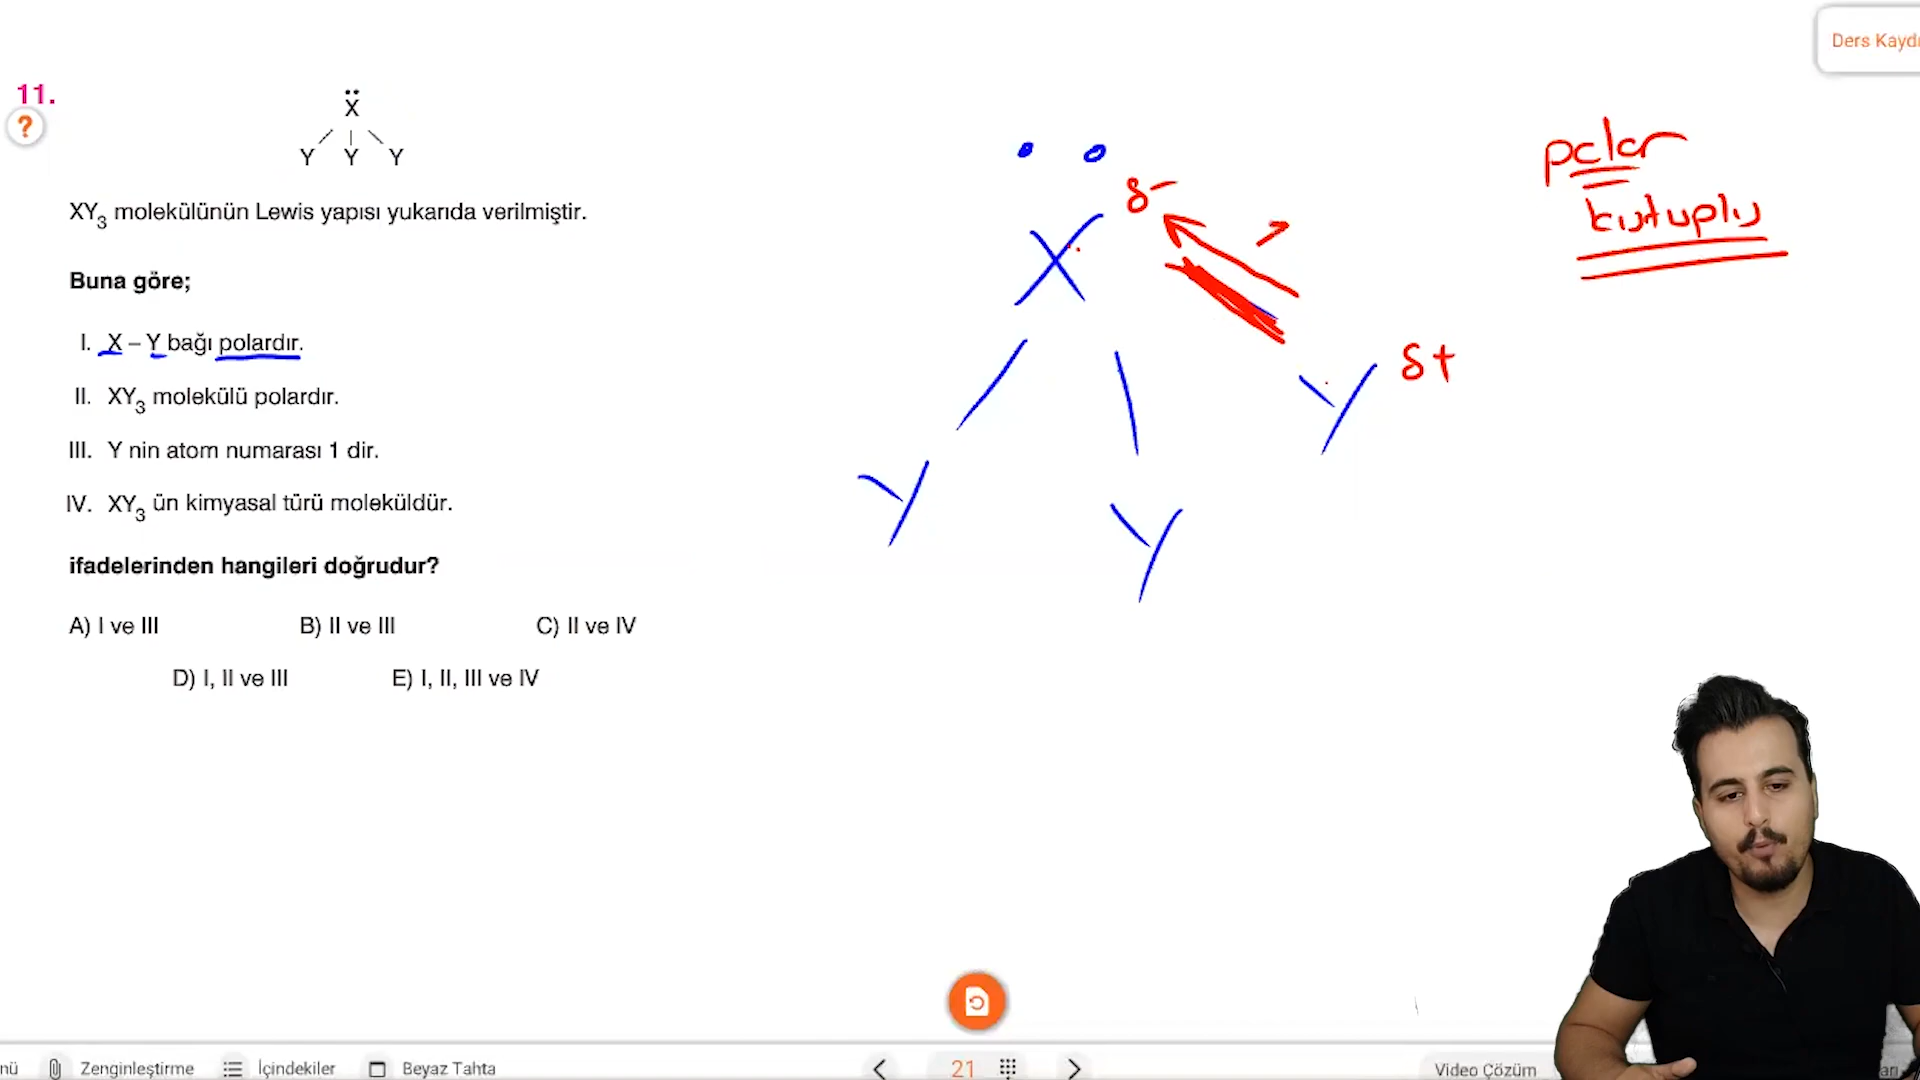 Ders Kaydı
11.
?
X
Y Y Y
XY3 molekülünün Lewis yapısı yukarıda verilmiştir.
Buna göre;
I. X – Y bağı polardır.
II. XY3 molekülü polardır.
III. Y nin atom numarası 1 dir.
IV. XY3 ün kimyasal türü moleküldür.
ifadelerinden hangileri doğrudur?
A) I ve III B) II ve III C) II ve IV
D) I, II ve III E) I, II, III ve IV
polar
kutuplu
δ-
X
δ+
Y
Y
Y
Zenginleştirme İçindekiler Beyaz Tahta 21 Video Çözüm